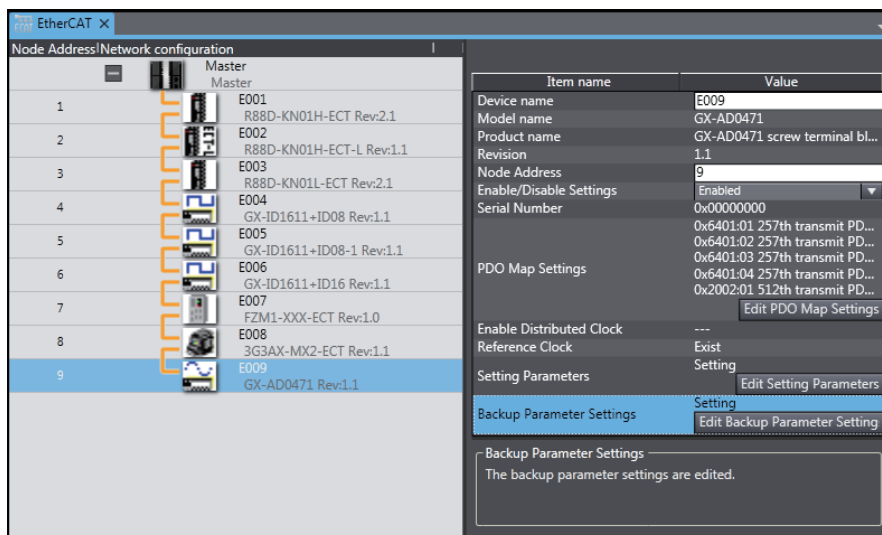 EtherCAT
Node Address Network configuration
Master
Master
1
E001
R88D-KN01H-ECT Rev:2.1
2
E002
R88D-KN01H-ECT-L Rev:1.1
3
E003
R88D-KN01L-ECT Rev:2.1
4
E004
GX-ID1611+ID08 Rev:1.1
5
E005
GX-ID1611+ID08-1 Rev:1.1
6
E006
GX-ID1611+ID16 Rev:1.1
7
E007
FZM1-XXX-ECT Rev:1.0
8
E008
3G3AX-MX2-ECT Rev:1.1
9
E009
GX-AD0471 Rev:1.1
Item name Value
Device name E009
Model name GX-AD0471
Product name GX-AD0471 screw terminal bl...
Revision 1.1
Node Address 9
Enable/Disable Settings Enabled
Serial Number 0x00000000
PDO Map Settings
0x6401:01 257th transmit PD...
0x6401:02 257th transmit PD...
0x6401:03 257th transmit PD...
0x6401:04 257th transmit PD...
0x2002:01 512th transmit PD...
Edit PDO Map Settings
Enable Distributed Clock ---
Reference Clock Exist
Setting Parameters
Setting
Edit Setting Parameters
Backup Parameter Settings
Setting
Edit Backup Parameter Setting
Backup Parameter Settings
The backup parameter settings are edited.